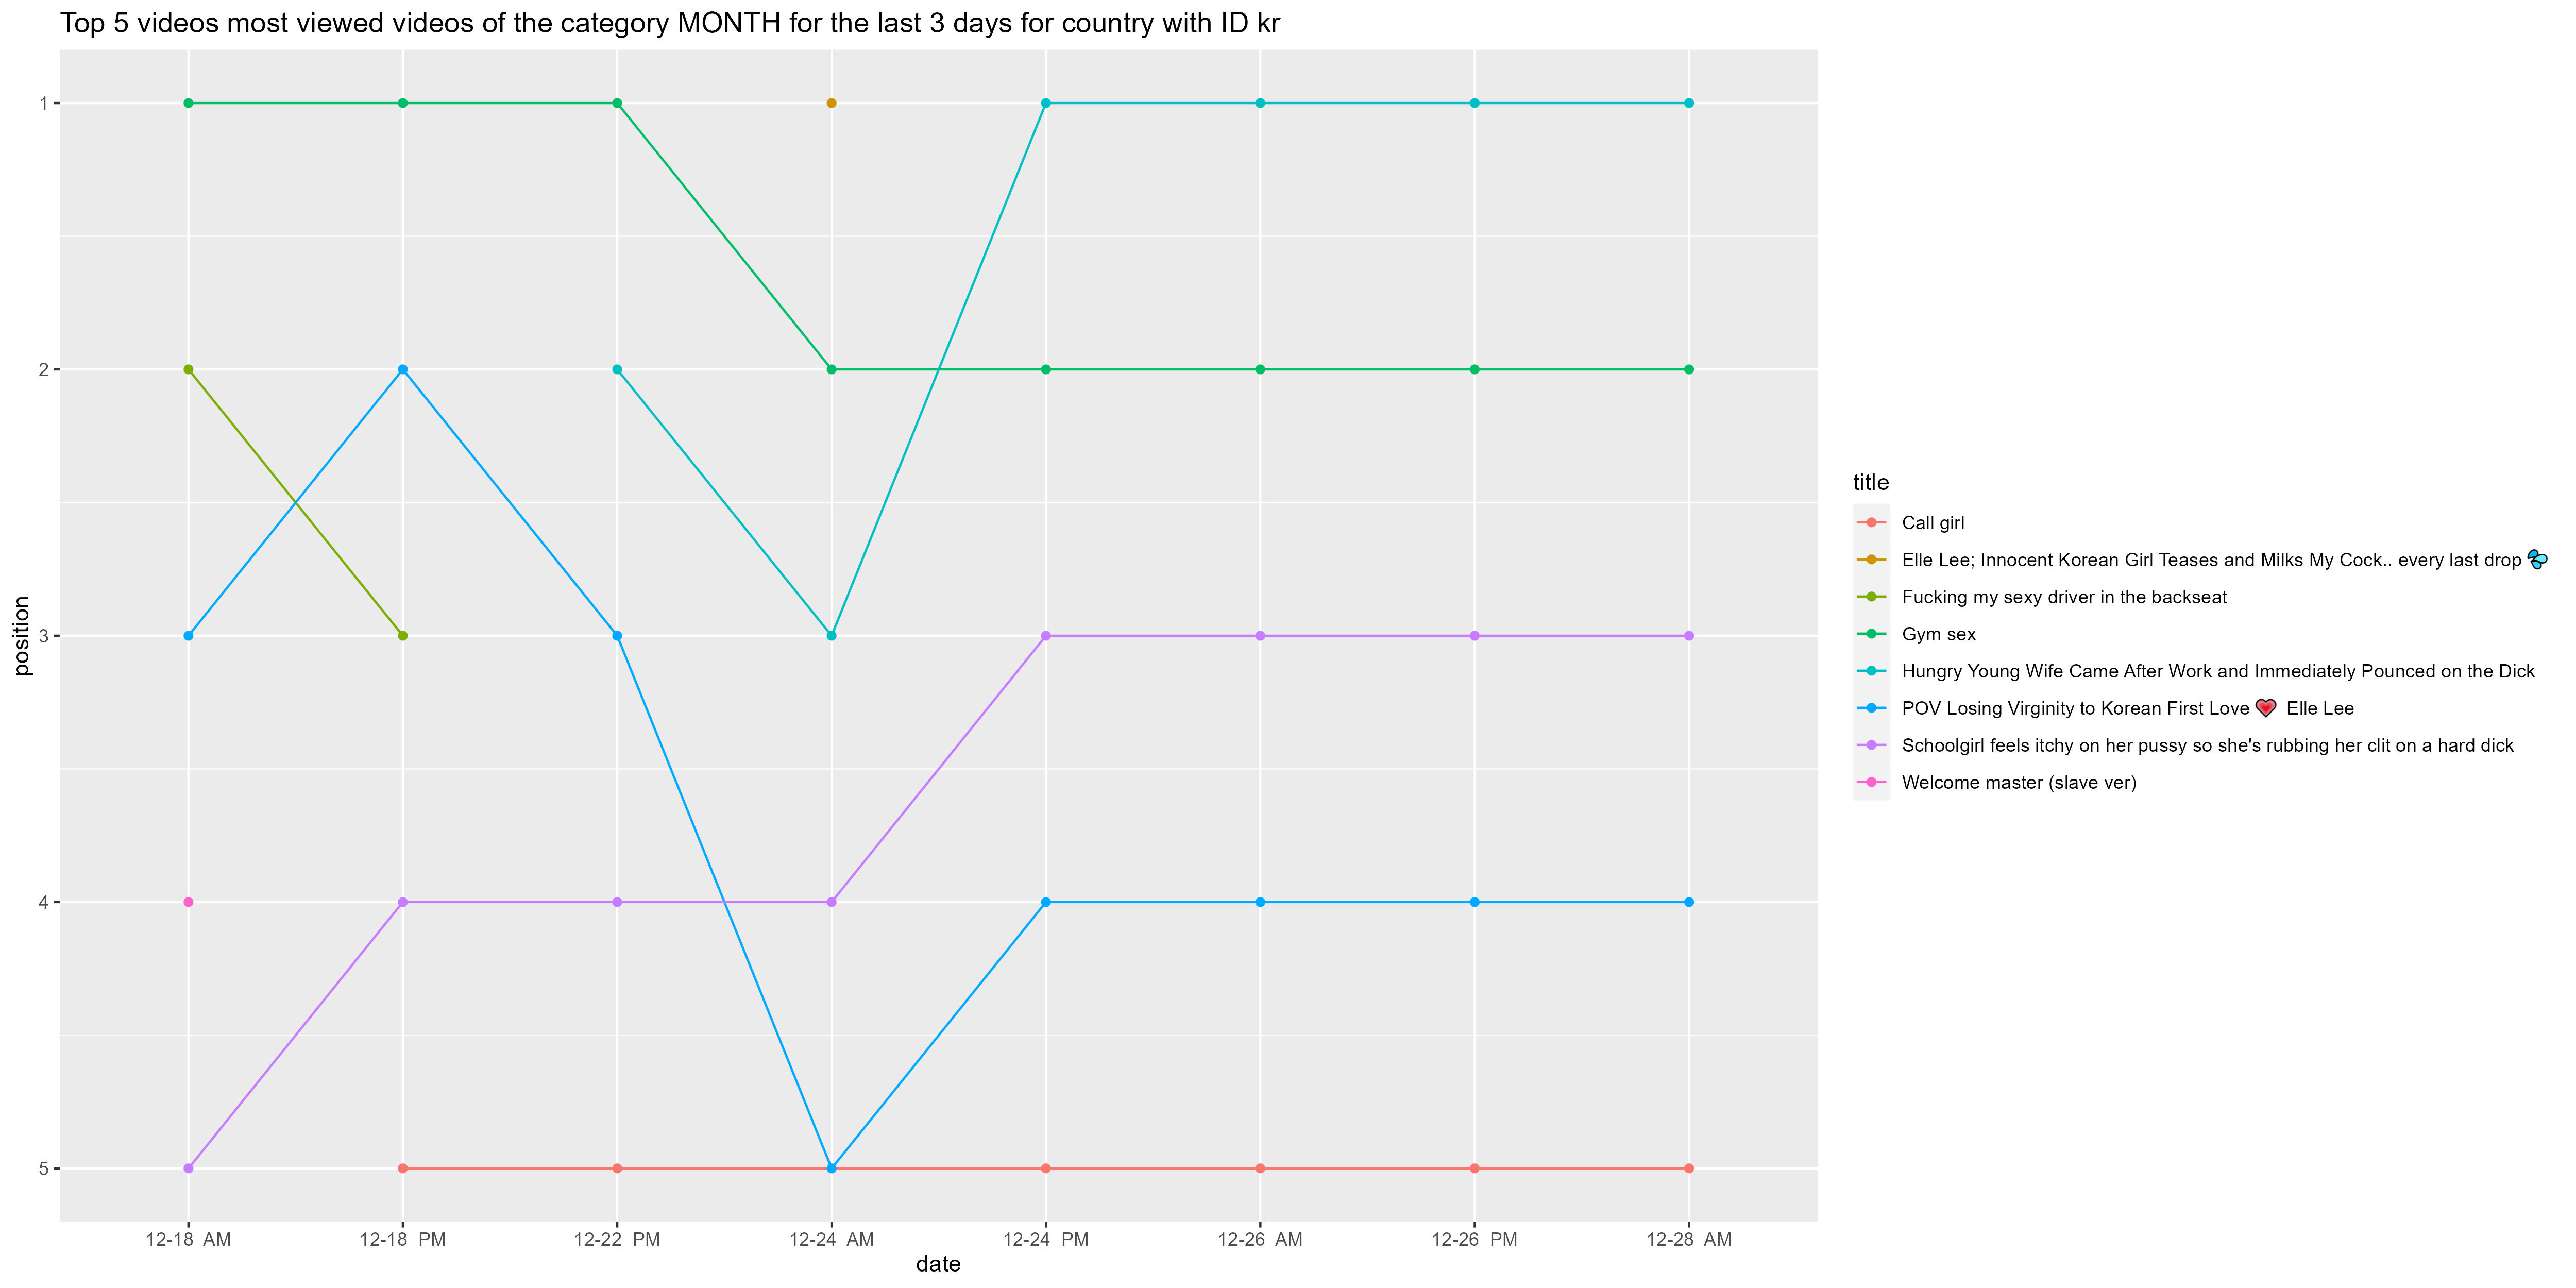 Top 5 videos most viewed videos of the category MONTH for the last 3 days for country with ID kr
position
1
2
3
4
5
12-18 AM
12-18 PM
12-22 PM
12-24 AM
12-24 PM
12-26 AM
12-26 PM
12-28 AM
date
title
Call girl
Elle Lee; Innocent Korean Girl Teases and Milks My Cock.. every last drop 💦
Fucking my sexy driver in the backseat
Gym sex
Hungry Young Wife Came After Work and Immediately Pounced on the Dick
POV Losing Virginity to Korean First Love 💗 Elle Lee
Schoolgirl feels itchy on her pussy so she's rubbing her clit on a hard dick
Welcome master (slave ver)